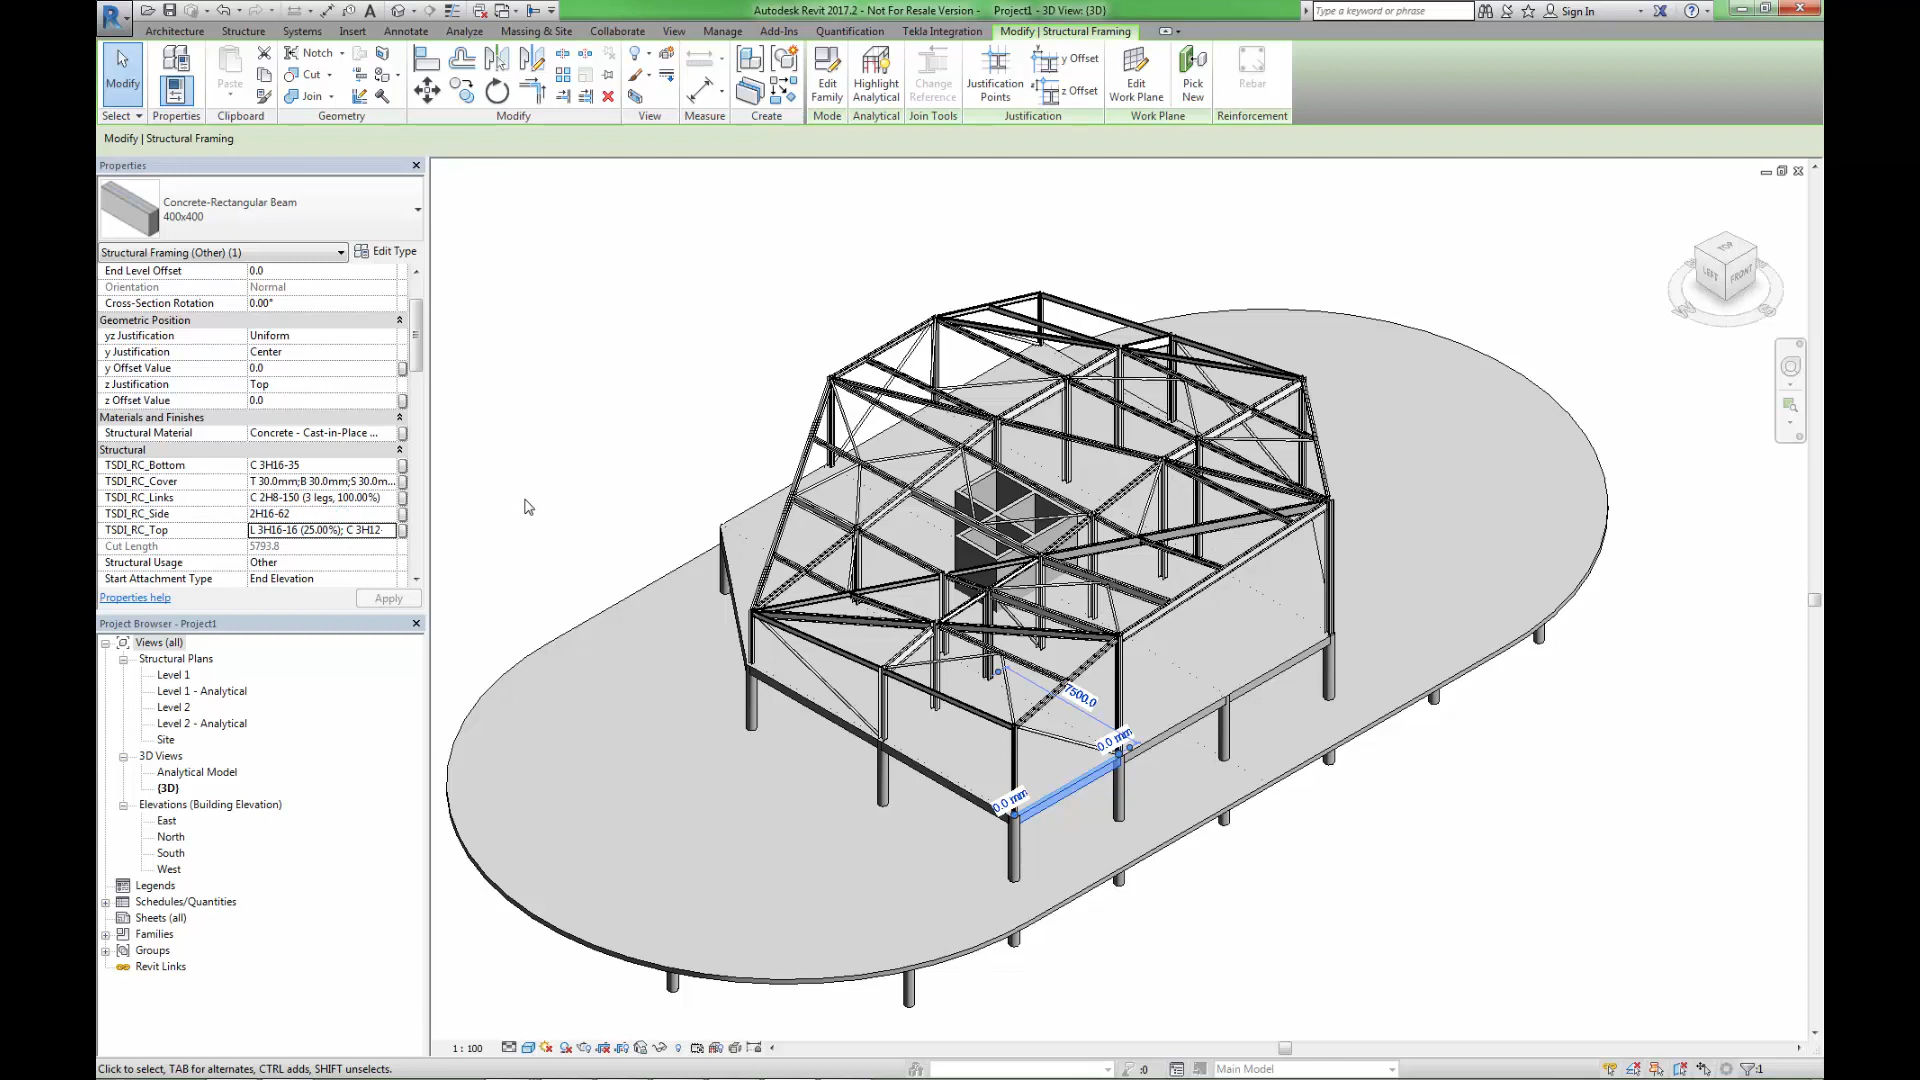 Autodesk Revit 2017.2 - Not For Resale Version - Project1 - 3D View: {3D}
Type a keyword or phrase
Sign In
Architecture Structure Systems Insert Annotate Analyze Massing & Site Collaborate View Manage Add-Ins Quantification Tekla Integration Modify | Structural Framing
Modify
Paste
Notch
Cut
Join
Edit Family
Highlight Analytical
Change Reference
Justification Points
y Offset
z Offset
Edit Work Plane
Pick New
Rebar
Select Properties Clipboard Geometry Modify View Measure Create Mode Analytical Join Tools Justification Work Plane Reinforcement
Modify | Structural Framing
Properties
Concrete-Rectangular Beam
400x400
Structural Framing (Other) (1) Edit Type
End Level Offset 0.0
Orientation Normal
Cross-Section Rotation 0.00°
Geometric Position
yz Justification Uniform
y Justification Center
y Offset Value 0.0
z Justification Top
z Offset Value 0.0
Materials and Finishes
Structural Material Concrete - Cast-in-Place ...
Structural
TSDI_RC_Bottom C 3H16-35
TSDI_RC_Cover T 30.0mm;B 30.0mm;S 30.0m...
TSDI_RC_Links C 2H8-150 (3 legs, 100.00%)
TSDI_RC_Side 2H16-62
TSDI_RC_Top L 3H16-16 (25.00%); C 3H12-
Cut Length 5793.8
Structural Usage Other
Start Attachment Type End Elevation
Properties help Apply
Project Browser - Project1
Views (all)
Structural Plans
Level 1
Level 1 - Analytical
Level 2
Level 2 - Analytical
Site
3D Views
Analytical Model
{3D}
Elevations (Building Elevation)
East
North
South
West
Legends
Schedules/Quantities
Sheets (all)
Families
Groups
Revit Links
TOP
LEFT FRONT
7500.0
0.0 mm
0.0 mm
1 : 100
Click to select, TAB for alternates, CTRL adds, SHIFT unselects.
:0
Main Model
:1